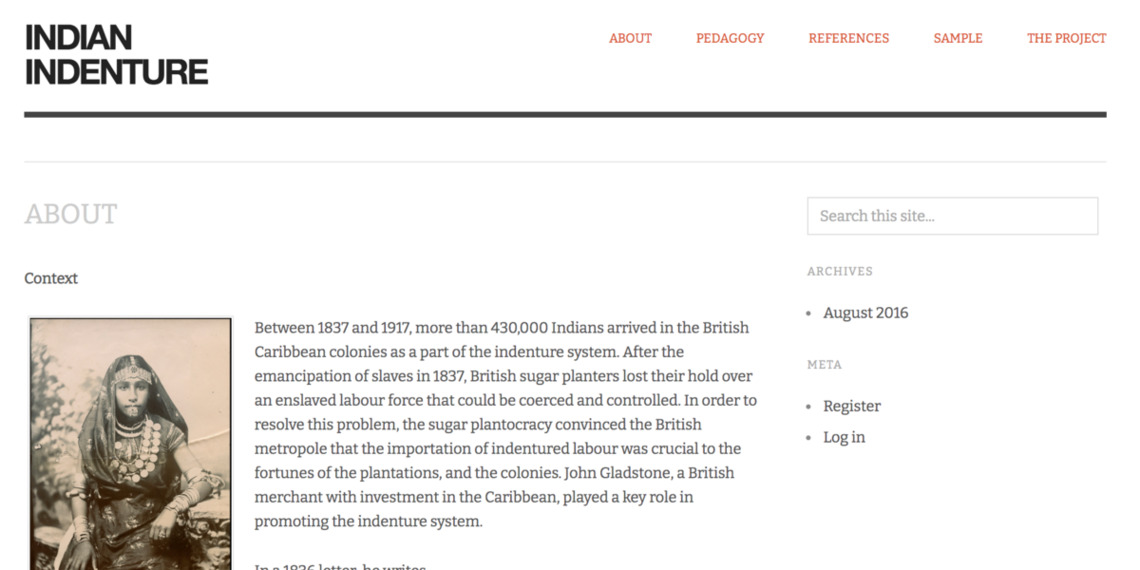 INDIAN
INDENTURE
ABOUT
PEDAGOGY
REFERENCES
SAMPLE
THE PROJECT
ABOUT
Context
Between 1837 and 1917, more than 430,000 Indians arrived in the British
Caribbean colonies as a part of the indenture system. After the
emancipation of slaves in 1837, British sugar planters lost their hold over
an enslaved labour force that could be coerced and controlled. In order to
resolve this problem, the sugar plantocracy convinced the British
metropole that the importation of indentured labour was crucial to the
fortunes of the plantations, and the colonies. John Gladstone, a British
merchant with investment in the Caribbean, played a key role in
promoting the indenture system.
In a 1836 letter, he writes
Search this site...
ARCHIVES
August 2016
META
Register
Log in